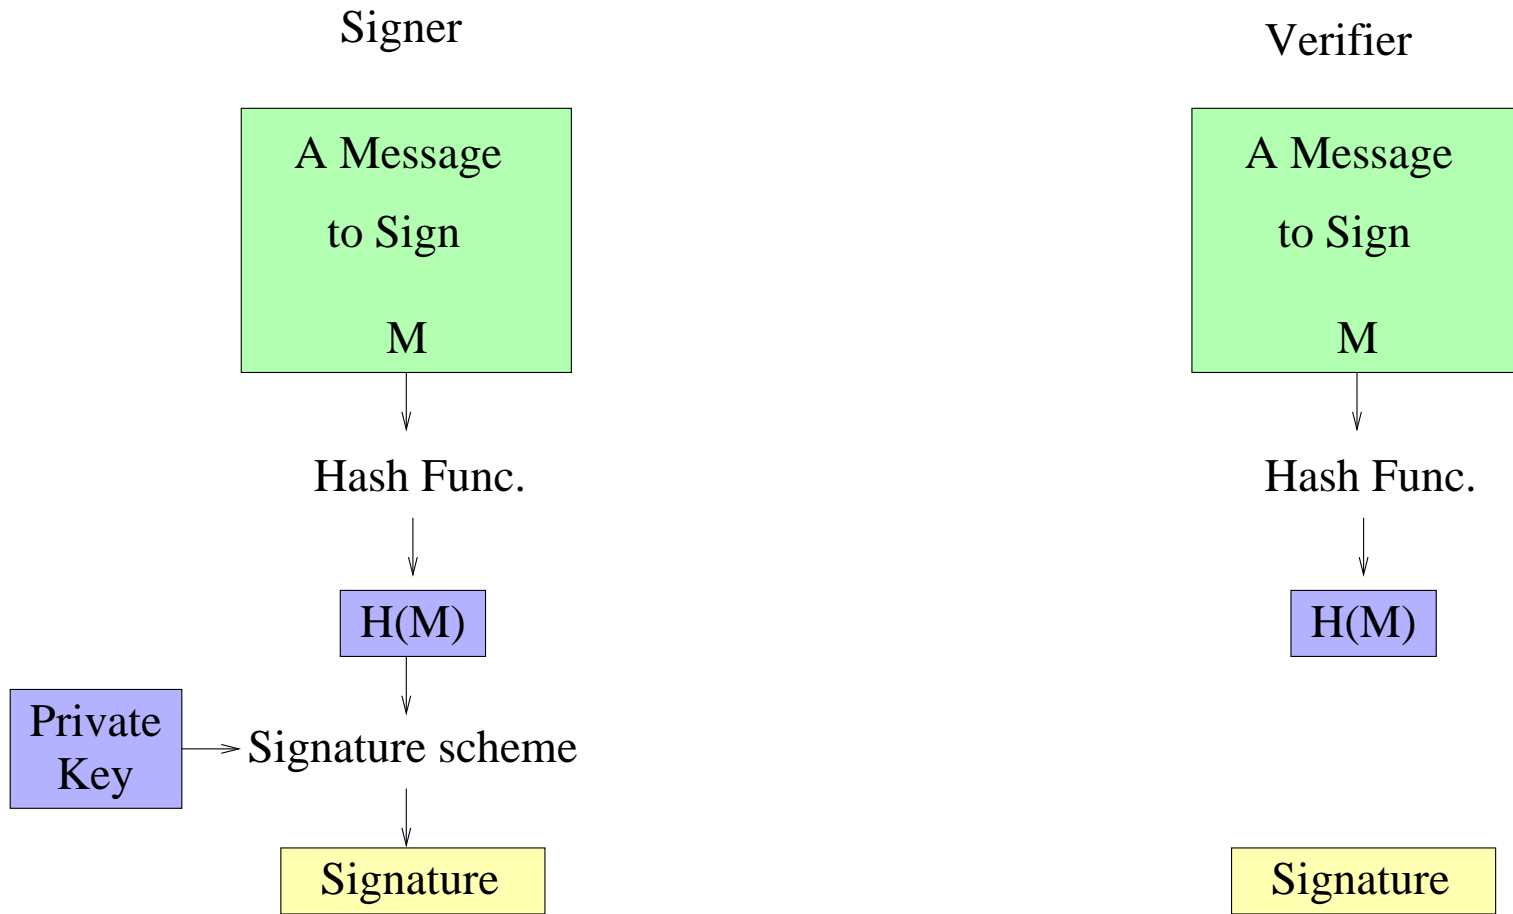 Signer
A Message
to Sign
M
Hash Func.
H(M)
Private
Key
Signature scheme
Signature
Verifier
A Message
to Sign
M
Hash Func.
H(M)
Signature